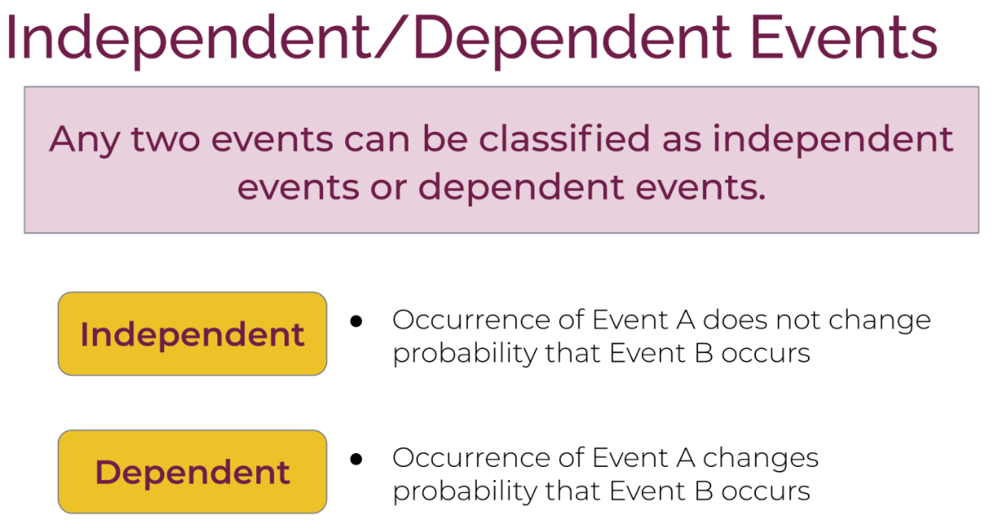 Independent/Dependent Events
Any two events can be classified as independent
events or dependent events.
Independent
● Occurrence of Event A does not change
probability that Event B occurs
Dependent
● Occurrence of Event A changes
probability that Event B occurs